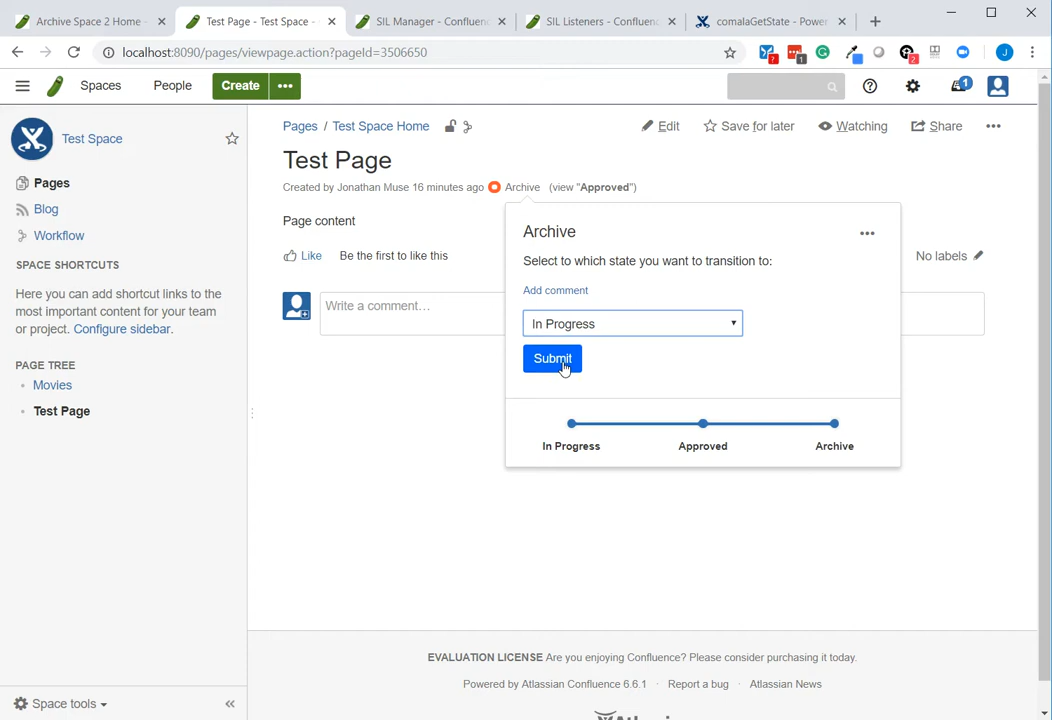 Archive Space 2 Home -
Test Page - Test Space -
SIL Manager - Confluenc
SIL Listeners - Confluenc
comalaGetState - Power
localhost:8090/pages/viewpage.action?pageId=3506650
? 1 2 J
Spaces People Create ••• 1
Test Space
Pages
Blog
Workflow
SPACE SHORTCUTS
Here you can add shortcut links to the
most important content for your team
or project. Configure sidebar.
PAGE TREE
Movies
Test Page
Space tools
Pages / Test Space Home
Edit Save for later Watching Share •••
Test Page
Created by Jonathan Muse 16 minutes ago Archive (view "Approved")
Page content
Like Be the first to like this
No labels
Write a comment…
Archive •••
Select to which state you want to transition to:
Add comment
In Progress
Submit
In Progress Approved Archive
EVALUATION LICENSE Are you enjoying Confluence? Please consider purchasing it today.
Powered by Atlassian Confluence 6.6.1 · Report a bug · Atlassian News